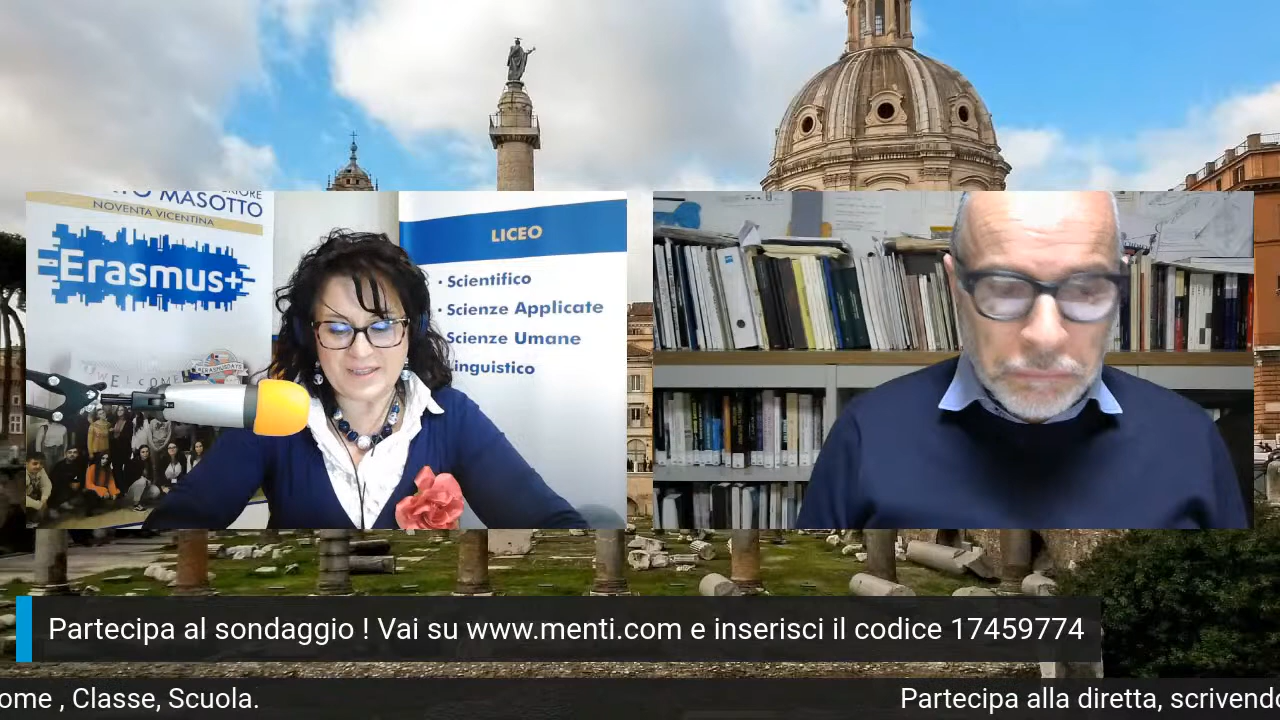 MASOTTO
NOVENTA VICENTINA
Erasmus+
WELCOME
LICEO
· Scientifico
· Scienze Applicate
· Scienze Umane
Linguistico
Partecipa al sondaggio ! Vai su www.menti.com e inserisci il codice 17459774
ome , Classe, Scuola.
Partecipa alla diretta, scrivendo